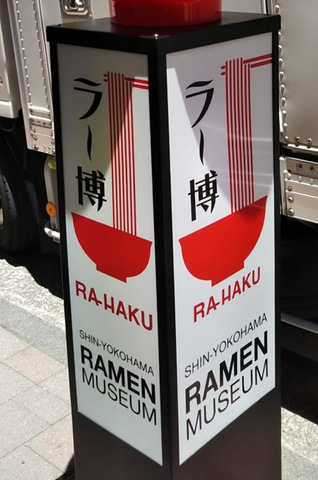 ラー博
RA-HAKU
SHIN-YOKOHAMA
RAMEN
MUSEUM
ラー博
RA-HAKU
SHIN-YOKOHAMA
RAMEN
MUSEUM